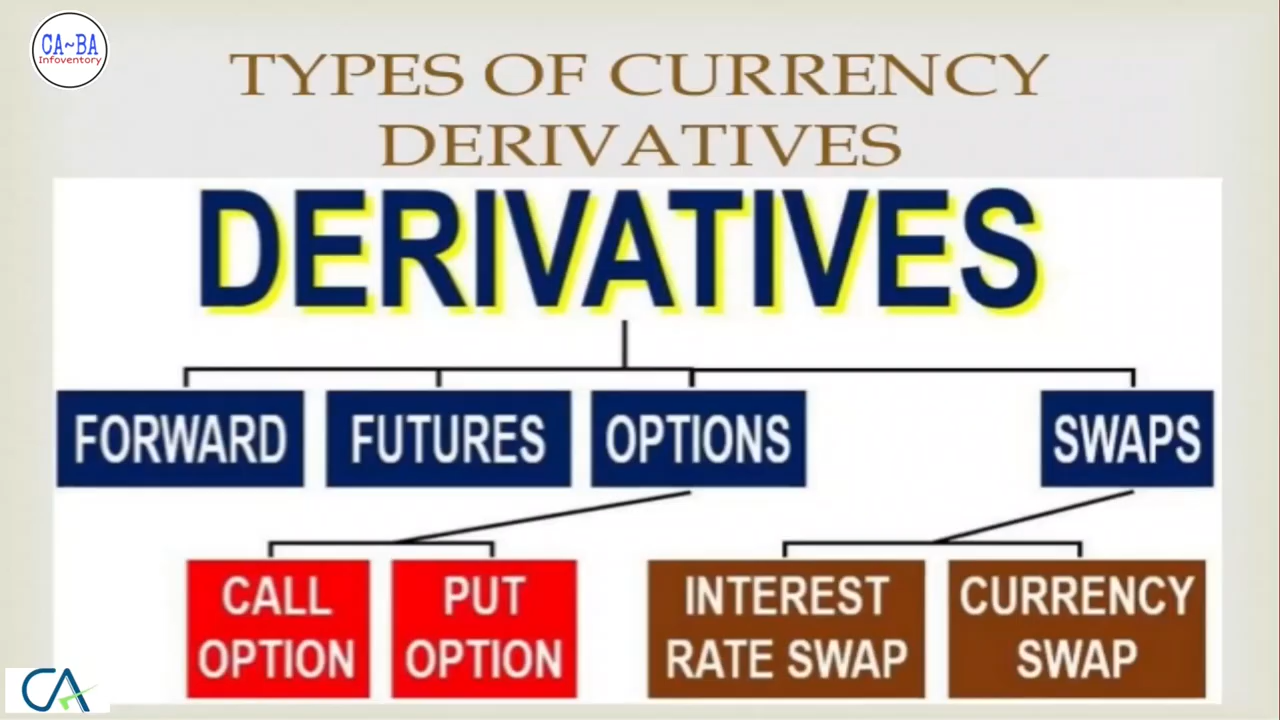 CA~BA
Infoventory
TYPES OF CURRENCY
DERIVATIVES
DERIVATIVES
FORWARD
FUTURES
OPTIONS
SWAPS
CALL
OPTION
PUT
OPTION
INTEREST
RATE SWAP
CURRENCY
SWAP
CA